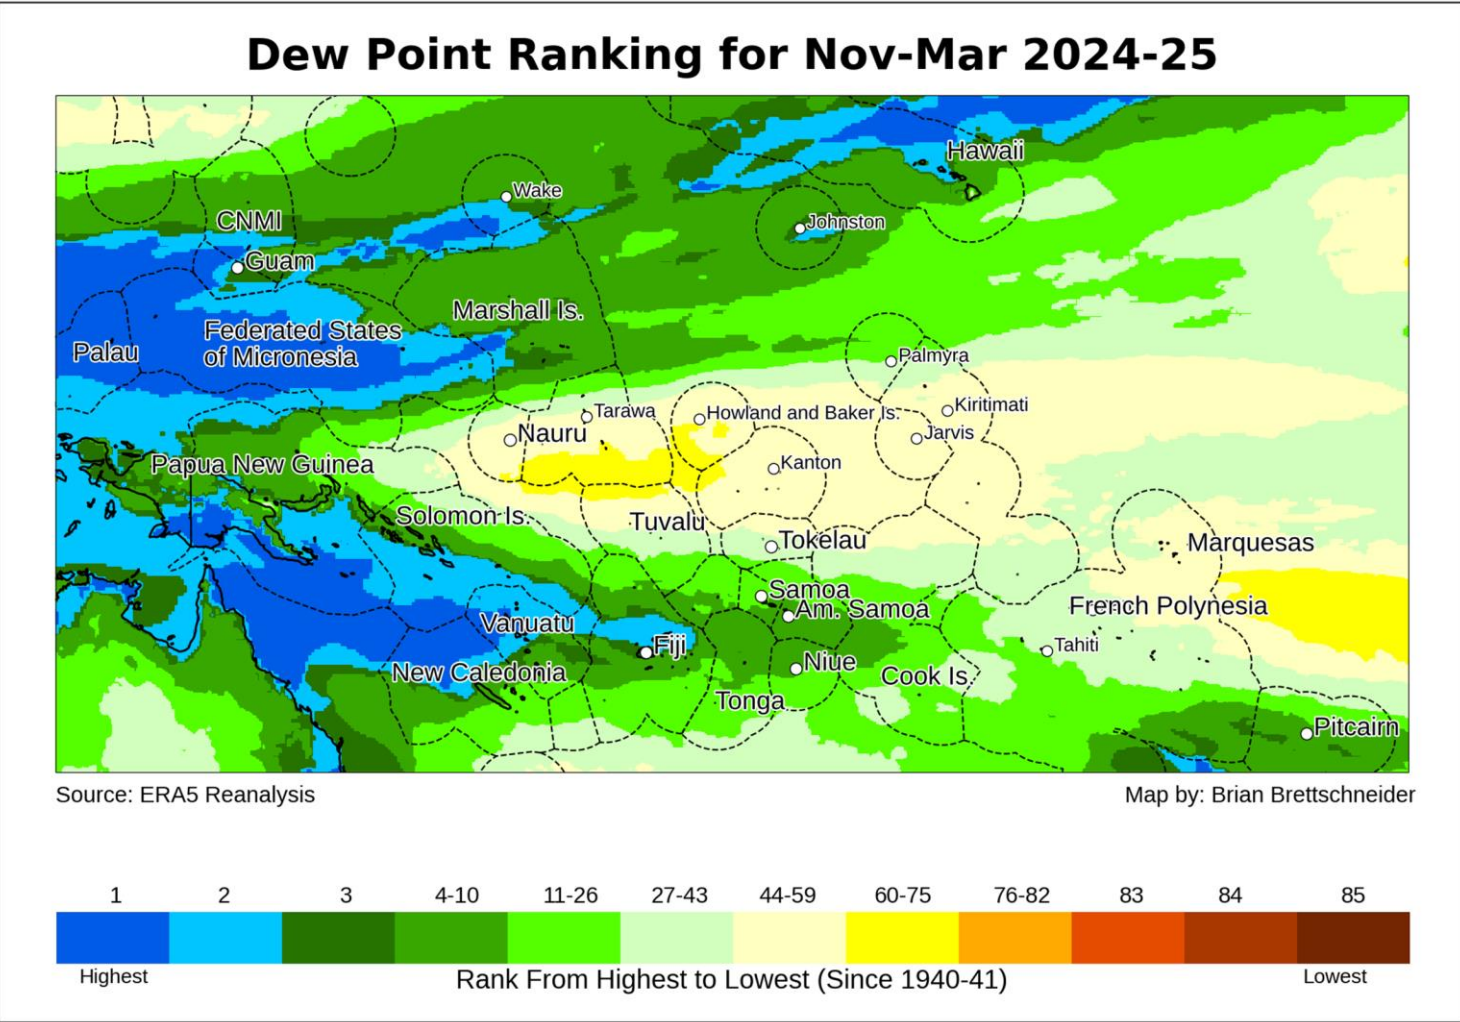 Dew Point Ranking for Nov-Mar 2024-25
Hawaii
Wake
CNMI
Johnston
Guam
Marshall Is.
Federated States
of Micronesia
Palau
Palmyra
Kiritimati
Tarawa
Howland and Baker Is.
Nauru
Jarvis
Papua New Guinea
Kanton
Solomon Is.
Tuvalu
Tokelau
Marquesas
Samoa
Am. Samoa
French Polynesia
Vanuatu
Fiji
Tahiti
Niue
New Caledonia
Cook Is.
Tonga
Pitcairn
Source: ERA5 Reanalysis
Map by: Brian Brettschneider
1 2 3 4-10 11-26 27-43 44-59 60-75 76-82 83 84 85
Highest
Rank From Highest to Lowest (Since 1940-41)
Lowest